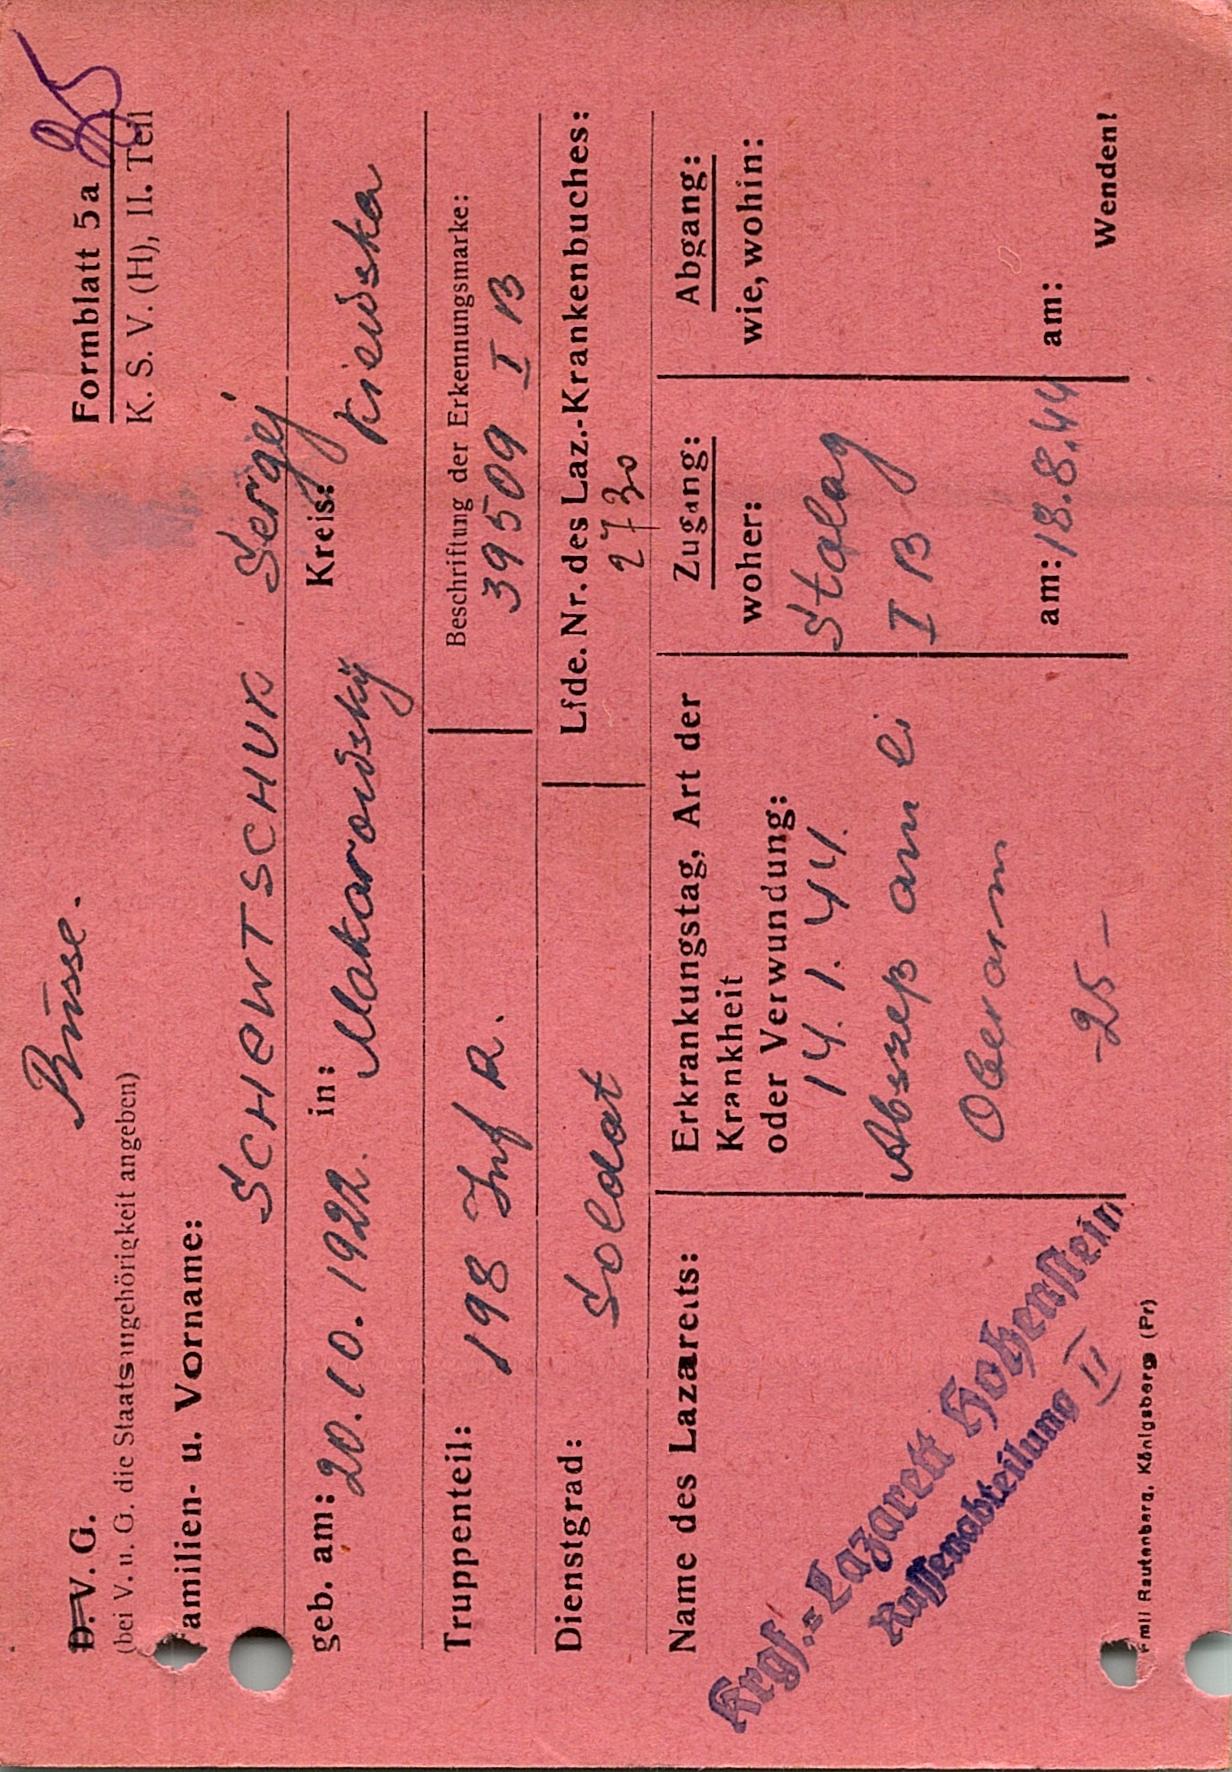 Russe.
25
D. V. G.
Formblatt 5a
(bei V. u. G. die Staatsangehörigkeit angeben)
K. S. V. (H), II. Teil
Familien- u. Vorname:
SCHEWTSCHUK Sergej
geb. am: 20.10.1922. in: Makarowskÿ Kreis: Kiewska
Truppenteil: 198 Inf R.
Beschriftung der Erkennungsmarke:
39509 I B
Dienstgrad: Soldat
Lfde. Nr. des Laz.-Krankenbuches:
2730
Name des Lazaretts:
Krgf.=Lazarett Hohenstein
Russenabteilung II
Erkrankungstag, Art der
Krankheit
oder Verwundung:
14.1.44.
Abszeß am li
Oberarm
-25-
Zugang:
woher:
Stalag
I B
am: 18.8.44
Abgang:
wie, wohin:
am:
Emil Rautenberg, Königsberg (Pr)
Wenden!